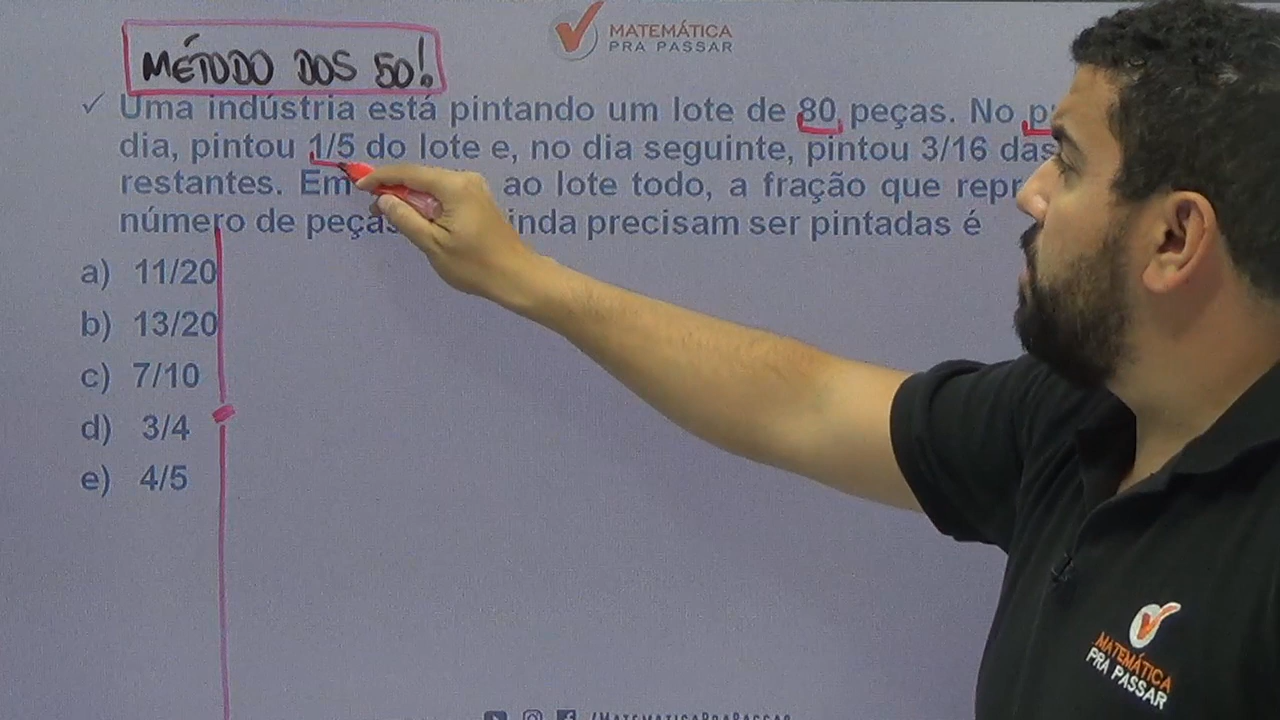 MATEMÁTICA
PRA PASSAR
MÉTODO DOS 50!
Uma indústria está pintando um lote de 80 peças. No
dia, pintou 1/5 do lote e, no dia seguinte, pintou 3/16 das
restantes. Em ao lote todo, a fração que
número de peças inda precisam ser pintadas é
a) 11/20
b) 13/20
c) 7/10
d) 3/4
e) 4/5
MATEMÁTICA
PRA PASSAR
/MATEMATICAPRAPASSAR